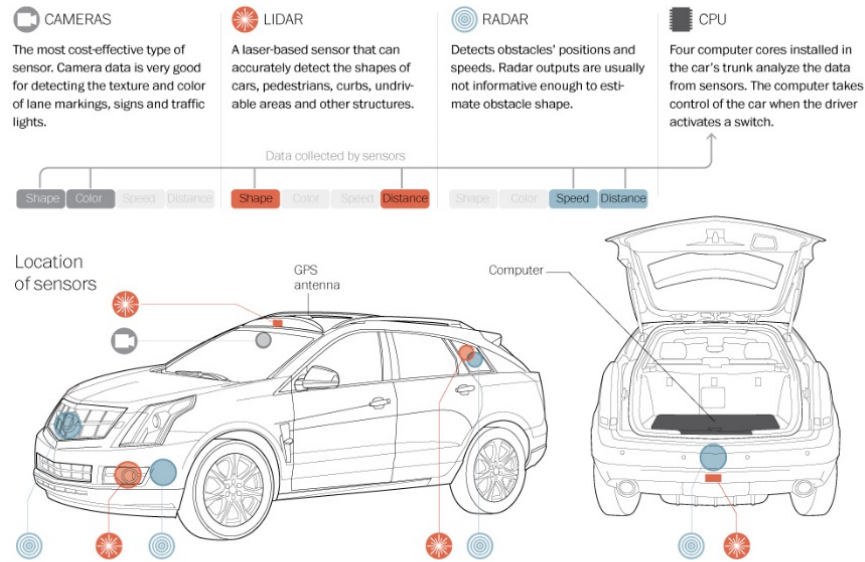 CAMERAS
The most cost-effective type of
sensor. Camera data is very good
for detecting the texture and color
of lane markings, signs and traffic
lights.
LIDAR
A laser-based sensor that can
accurately detect the shapes of
cars, pedestrians, curbs, undriv-
able areas and other structures.
RADAR
Detects obstacles' positions and
speeds. Radar outputs are usually
not informative enough to esti-
mate obstacle shape.
CPU
Four computer cores installed in
the car's trunk analyze the data
from sensors. The computer takes
control of the car when the driver
activates a switch.
Data collected by sensors
Shape Color Speed Distance
Shape Color Speed Distance
Shape Color Speed Distance
Location
of sensors
GPS
antenna
Computer